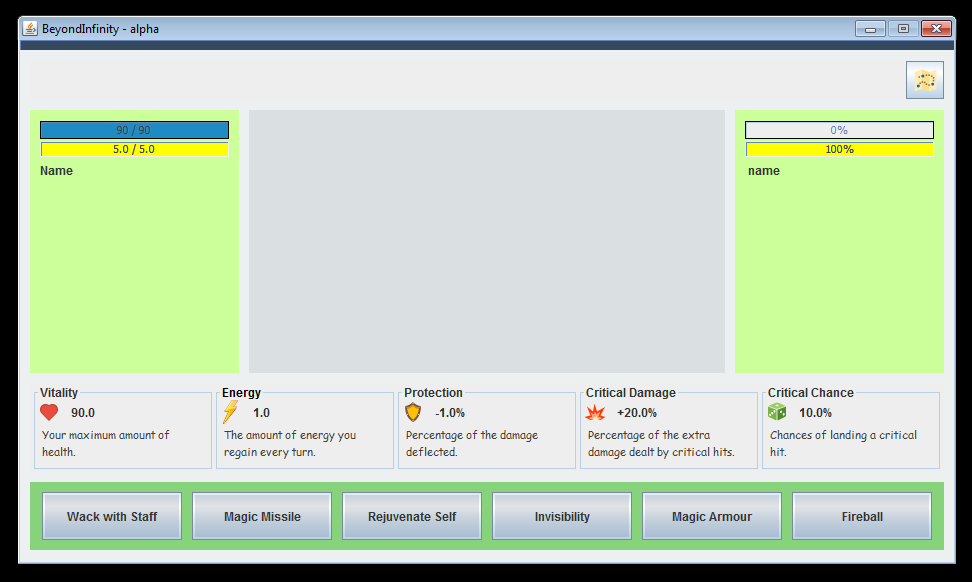 BeyondInfinity - alpha
90 / 90
5.0 / 5.0
Name
0%
100%
name
Vitality
90.0
Your maximum amount of
health.
Energy
1.0
The amount of energy you
regain every turn.
Protection
-1.0%
Percentage of the damage
deflected.
Critical Damage
+20.0%
Percentage of the extra
damage dealt by critical hits.
Critical Chance
10.0%
Chances of landing a critical
hit.
Wack with Staff
Magic Missile
Rejuvenate Self
Invisibility
Magic Armour
Fireball